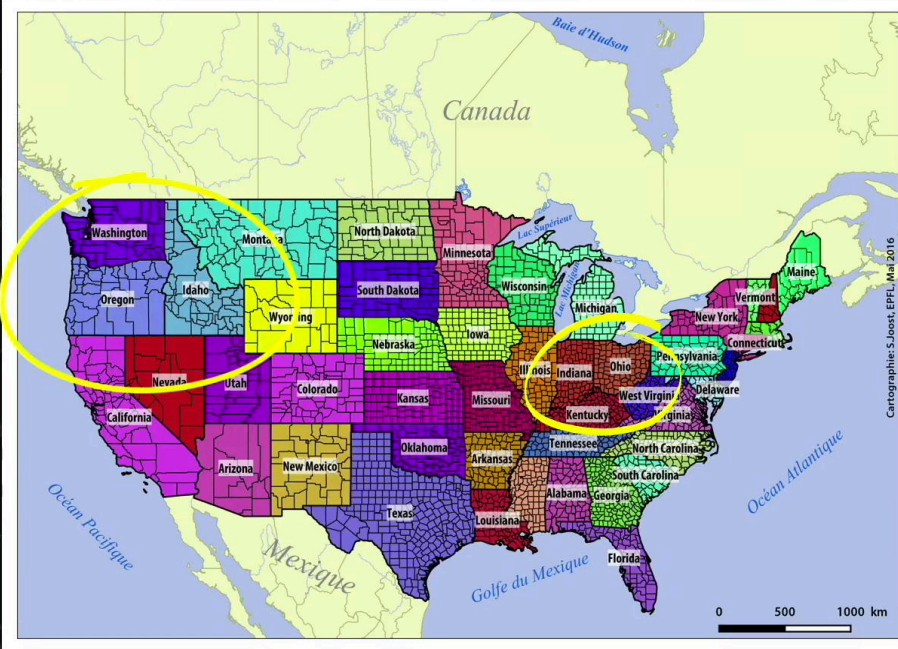 Baie d'Hudson
Canada
Washington
Montana
North Dakota
Minnesota
Lac Supérieur
Maine
Oregon
Idaho
South Dakota
Wisconsin
Lac Michigan
Michigan
Vermont
Wyoming
New York
Nebraska
Iowa
Connecticut
Nevada
Utah
Colorado
Kansas
Missouri
Illinois
Indiana
Ohio
Pennsylvania
West Virginia
Delaware
California
Kentucky
Virginia
Arizona
New Mexico
Oklahoma
Arkansas
Tennessee
North Carolina
South Carolina
Texas
Louisiana
Alabama
Georgia
Florida
Océan Pacifique
Mexique
Golfe du Mexique
Océan Atlantique
0 500 1000 km
Cartographie: S.Joost, EPFL, Mai 2016